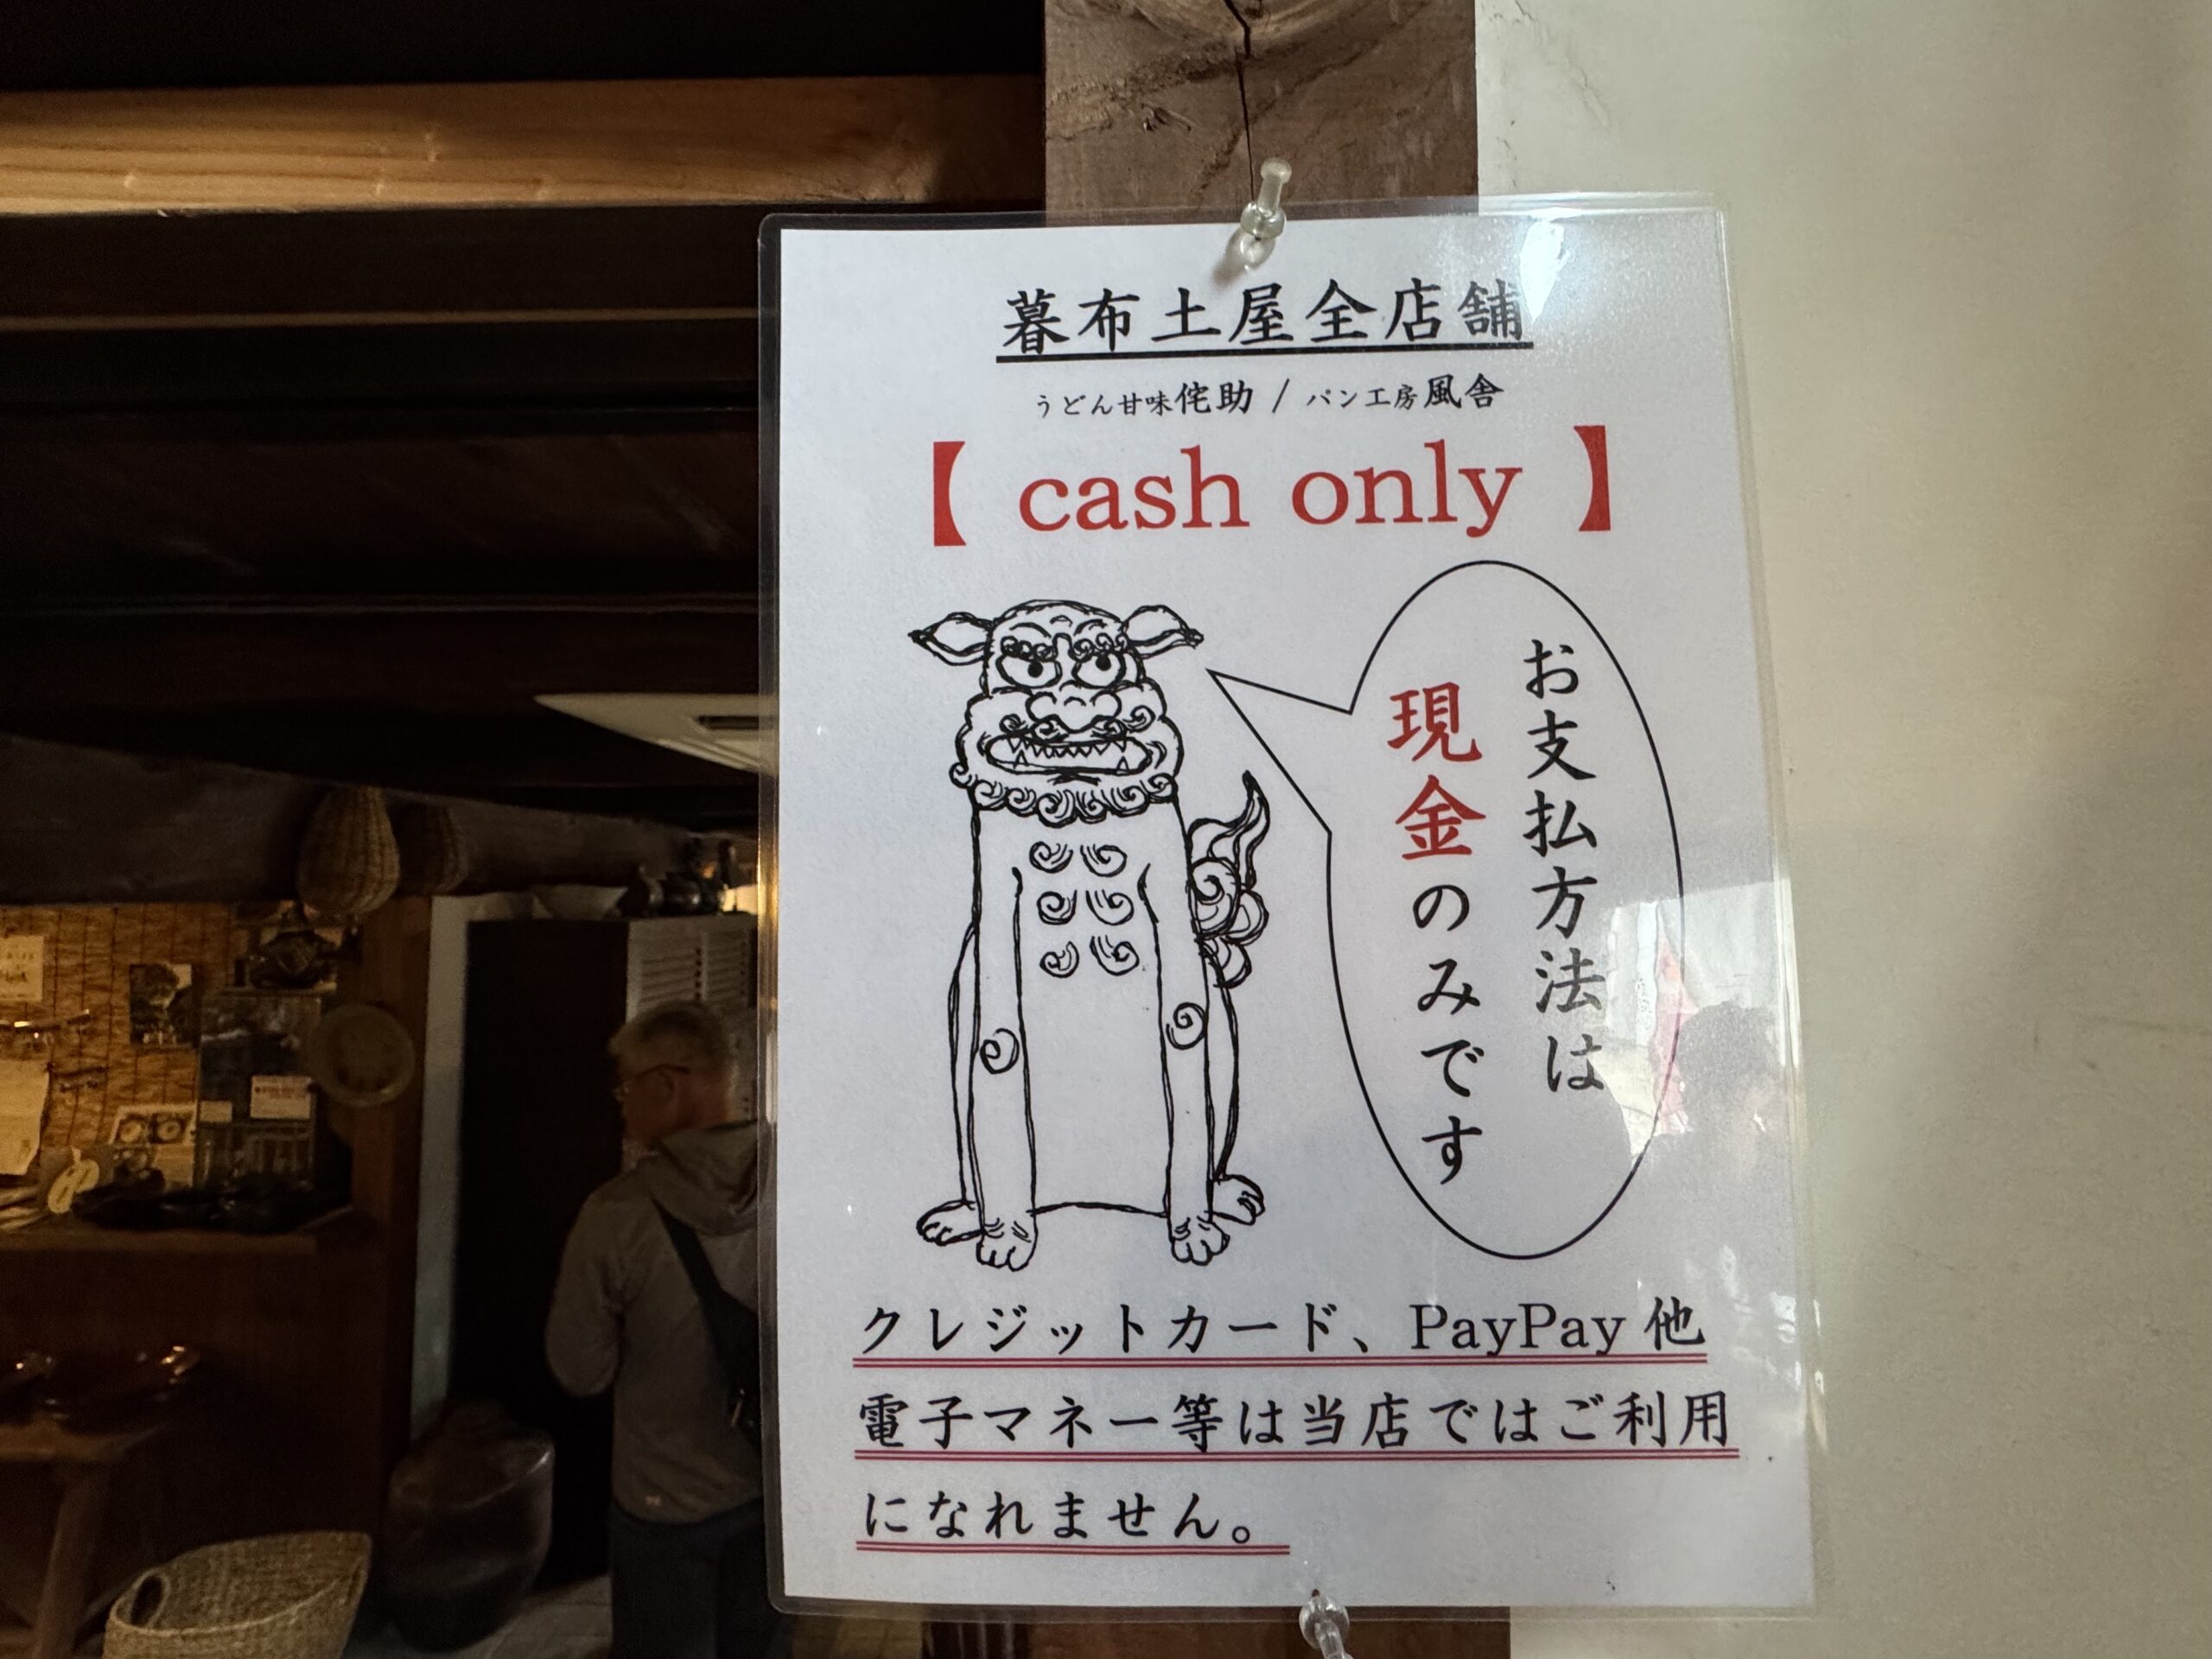 暮布土屋全店舗
うどん甘味侘助 / パン工房風舎
【 cash only 】
お支払方法は
現金のみです
クレジットカード、PayPay 他
電子マネー等は当店ではご利用
になれません。